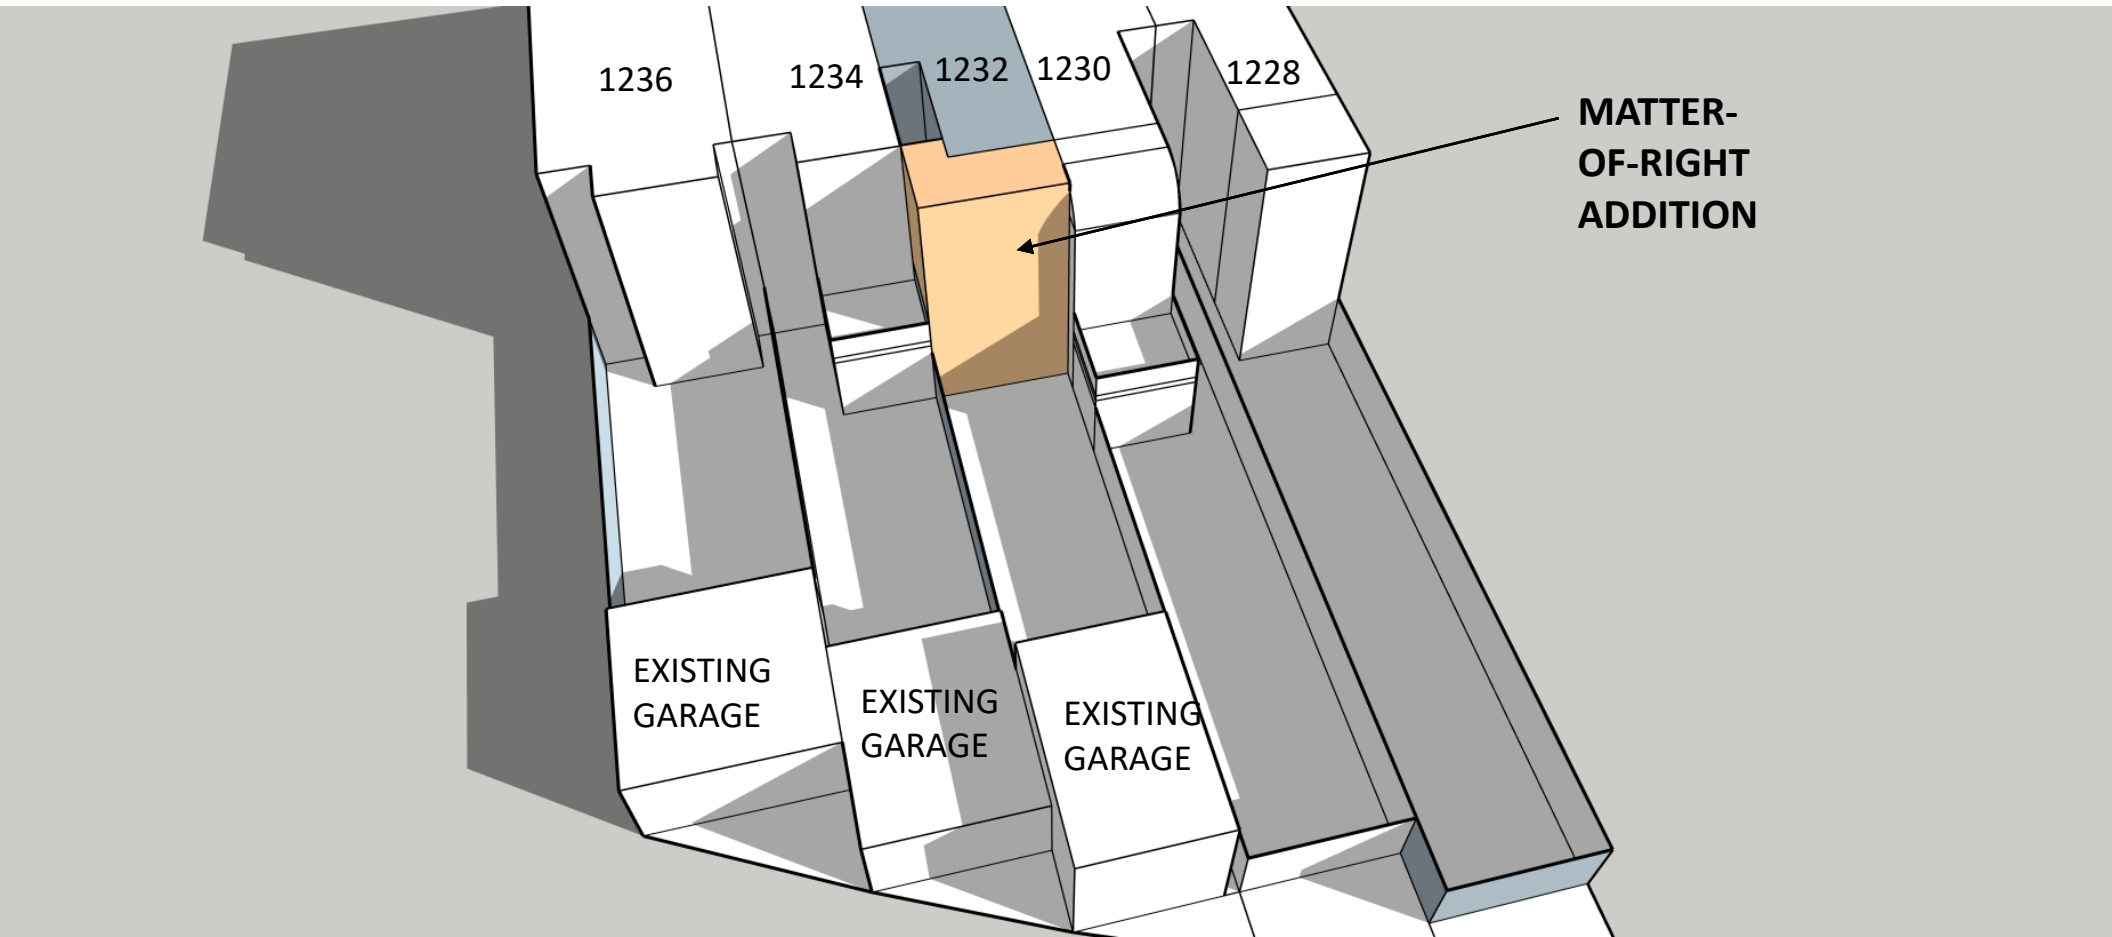 1236
1234
1232
1230
1228
MATTER-
OF-RIGHT
ADDITION
EXISTING
GARAGE
EXISTING
GARAGE
EXISTING
GARAGE